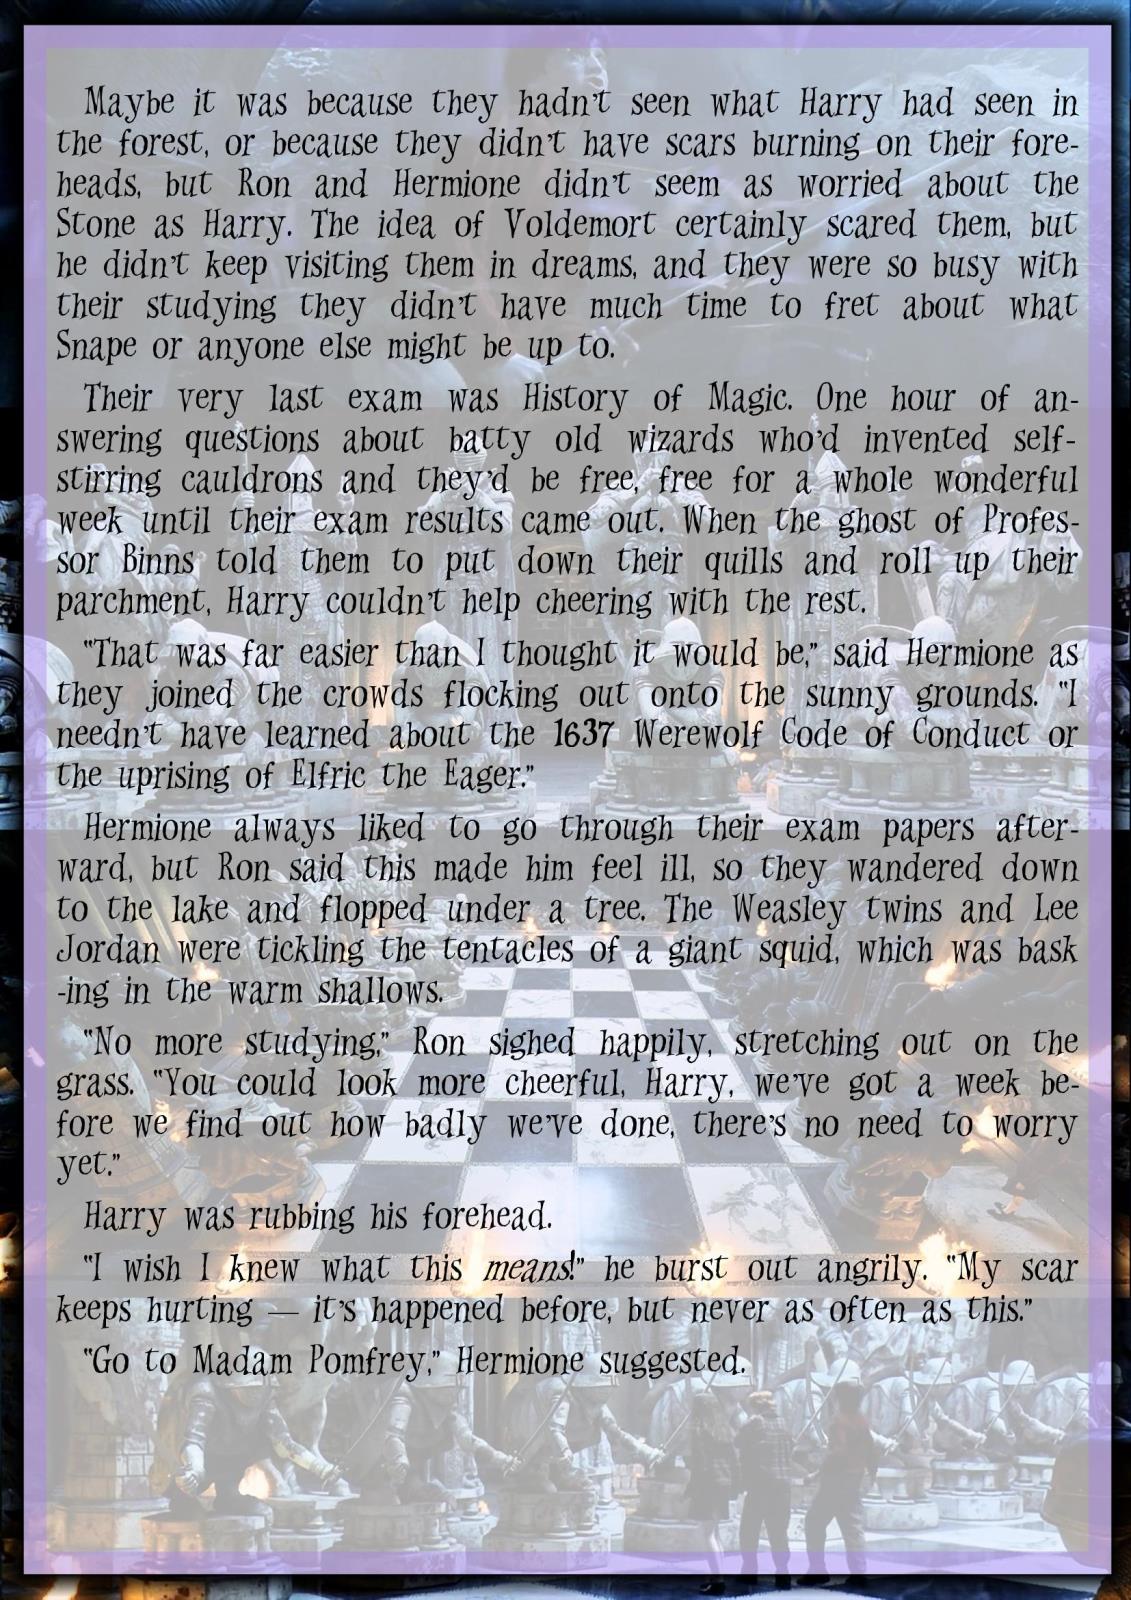 Maybe it was because they hadn't seen what Harry had seen in
the forest, or because they didn't have scars burning on their fore-
heads, but Ron and Hermione didn't seem as worried about the
Stone as Harry. The idea of Voldemort certainly scared them, but
he didn't keep visiting them in dreams, and they were so busy with
their studying they didn't have much time to fret about what
Snape or anyone else might be up to.
Their very last exam was History of Magic. One hour of an-
swering questions about batty old wizards who'd invented self-
stirring cauldrons and they'd be free, free for a whole wonderful
week until their exam results came out. When the ghost of Profes-
sor Binns told them to put down their quills and roll up their
parchment, Harry couldn't help cheering with the rest.
"That was far easier than I thought it would be," said Hermione as
they joined the crowds flocking out onto the sunny grounds. "I
needn't have learned about the 1637 Werewolf Code of Conduct or
the uprising of Elfric the Eager."
Hermione always liked to go through their exam papers after-
ward, but Ron said this made him feel ill, so they wandered down
to the lake and flopped under a tree. The Weasley twins and Lee
Jordan were tickling the tentacles of a giant squid, which was bask
-ing in the warm shallows.
"No more studying," Ron sighed happily, stretching out on the
grass. "You could look more cheerful, Harry, we've got a week be-
fore we find out how badly we've done, there's no need to worry
yet."
Harry was rubbing his forehead.
"I wish I knew what this means!" he burst out angrily. "My scar
keeps hurting — it's happened before, but never as often as this."
"Go to Madam Pomfrey," Hermione suggested.